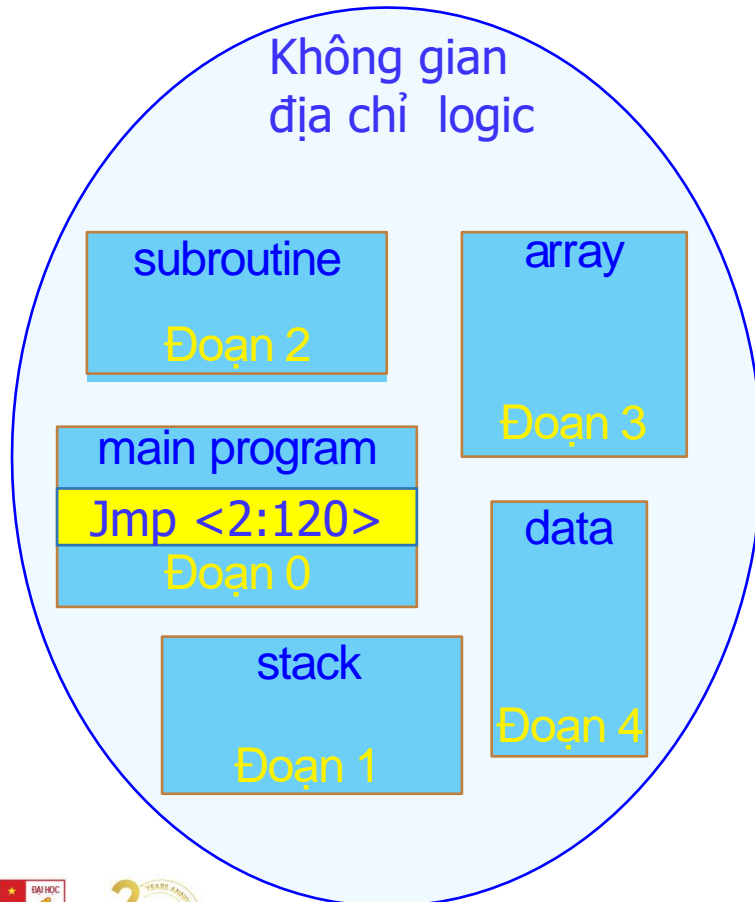 Không gian
địa chỉ logic
subroutine
Đoạn 2
array
Đoạn 3
main program
Jmp <2:120>
Đoạn 0
data
Đoạn 4
stack
Đoạn 1
ĐẠI HỌC
YEARS